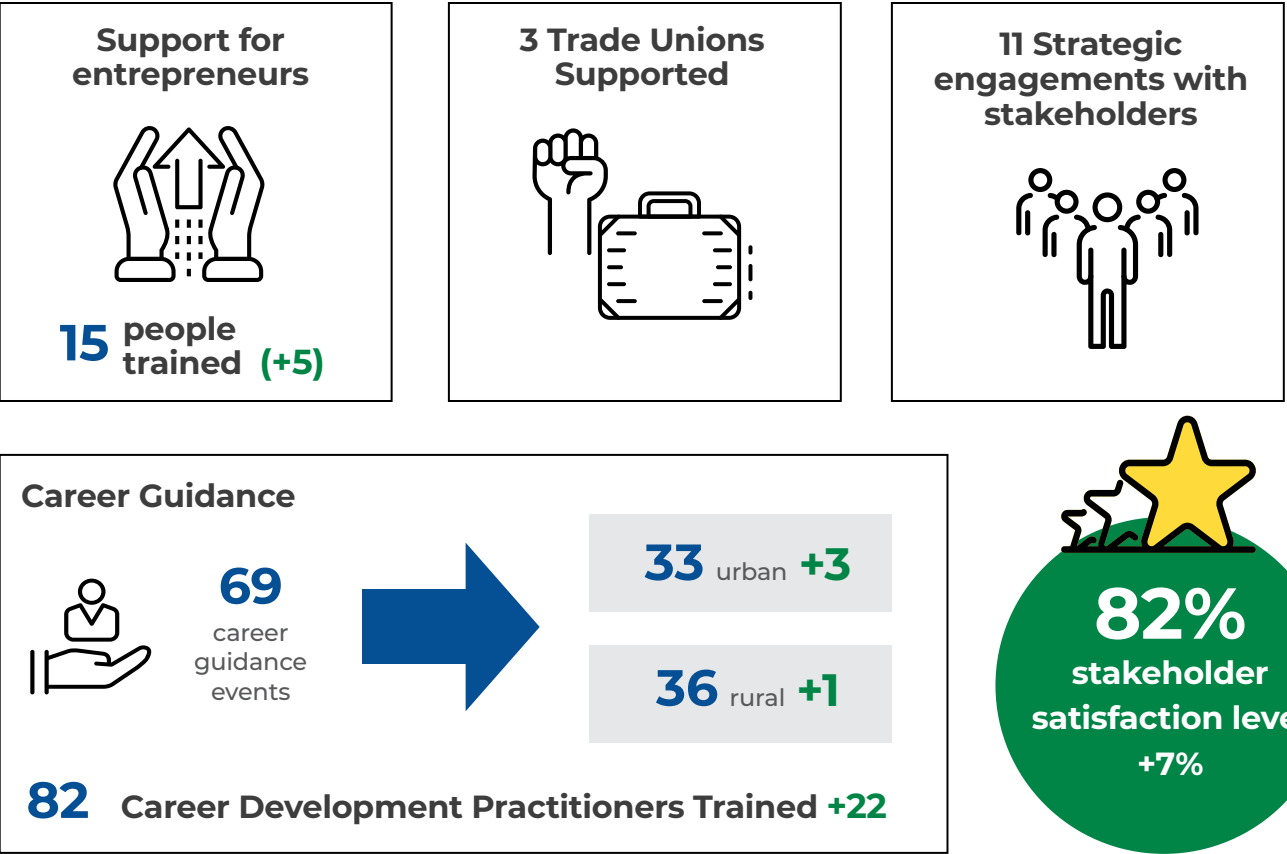 Support for
entrepreneurs
15 people
trained (+5)
3 Trade Unions
Supported
11 Strategic
engagements with
stakeholders
Career Guidance
69
career
guidance
events
33 urban +3
36 rural +1
82 Career Development Practitioners Trained +22
82%
stakeholder
satisfaction
+7%